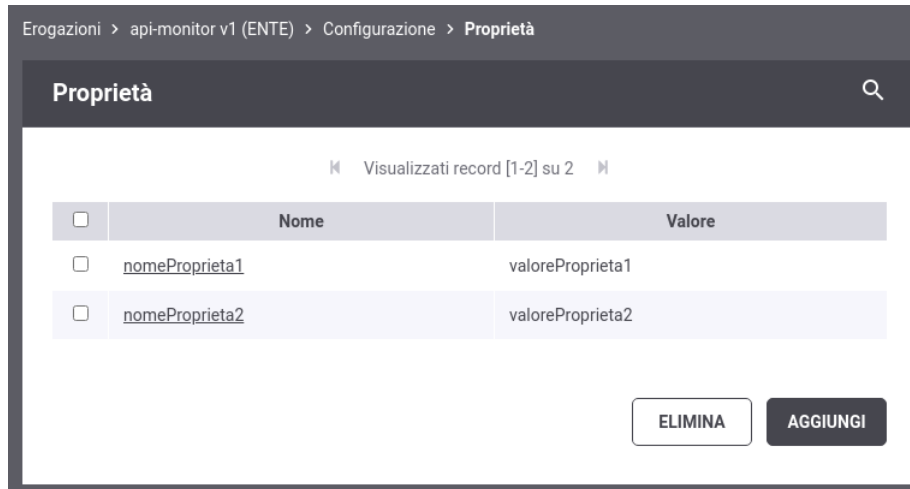 Erogazioni > api-monitor v1 (ENTE) > Configurazione > Proprietà
Proprietà
Visualizzati record [1-2] su 2
Nome Valore
nomeProprieta1 valoreProprieta1
nomeProprieta2 valoreProprieta2
ELIMINA AGGIUNGI